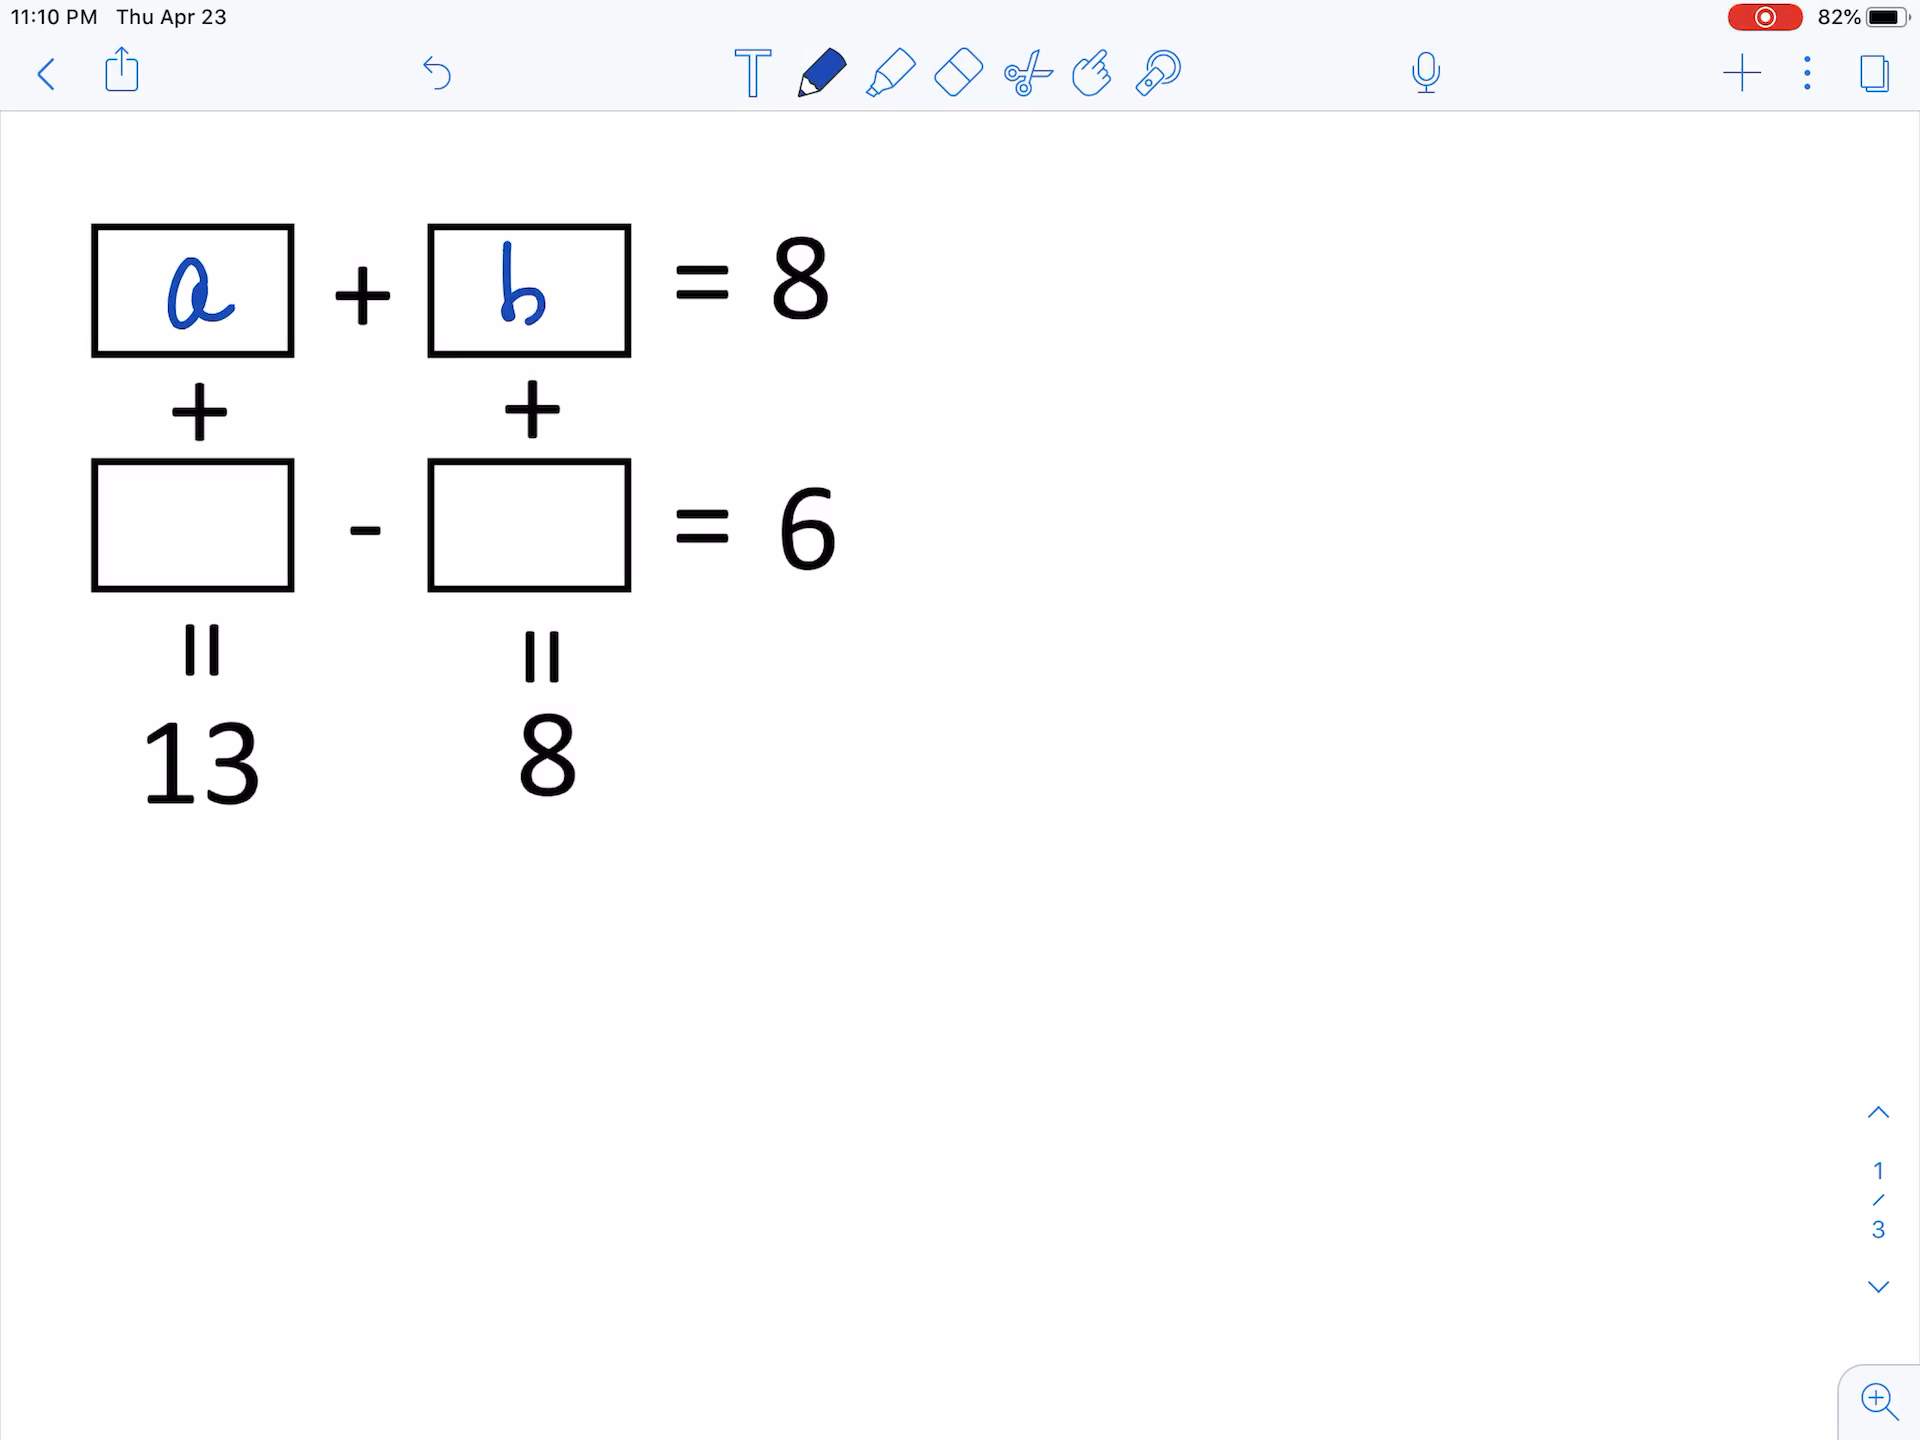 11:10 PM Thu Apr 23 82%
T
a + b = 8
+ +
- = 6
= =
13 8
1
/
3